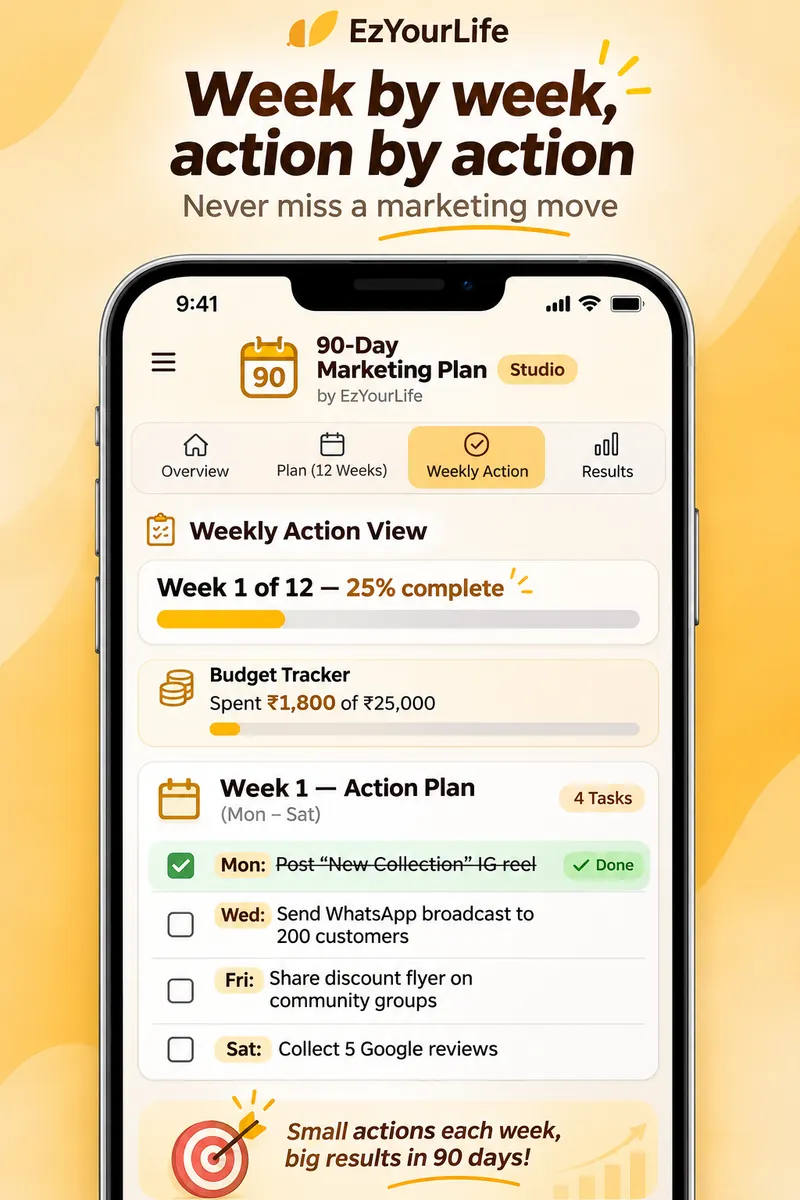 EzYourLife
Week by week,
action by action
Never miss a marketing move
9:41
90
90-Day
Marketing Plan
Studio
by EzYourLife
Overview
Plan (12 Weeks)
Weekly Action
Results
Weekly Action View
Week 1 of 12 — 25% complete
Budget Tracker
Spent ₹1,800 of ₹25,000
Week 1 — Action Plan
(Mon – Sat)
4 Tasks
Mon: Post “New Collection” IG reel
Done
Wed: Send WhatsApp broadcast to
200 customers
Fri: Share discount flyer on
community groups
Sat: Collect 5 Google reviews
Small actions each week,
big results in 90 days!